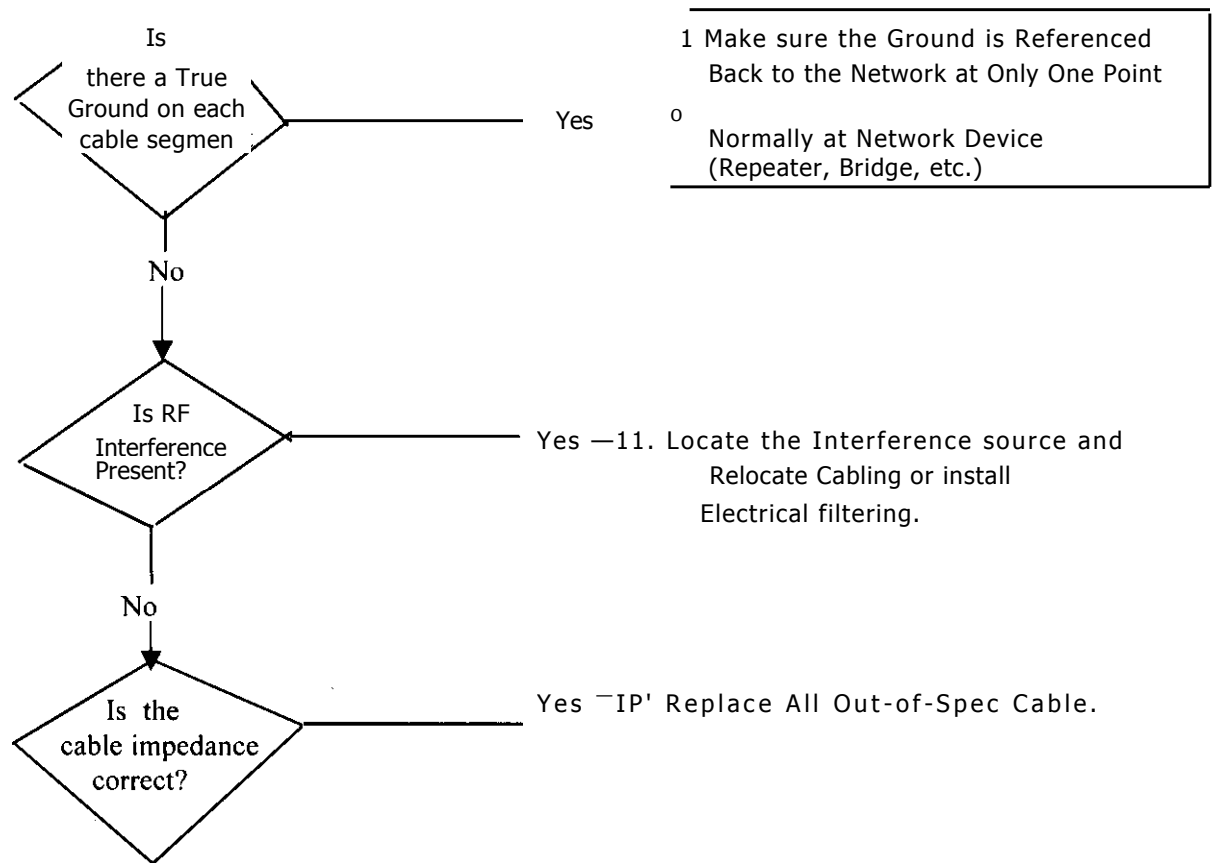 Is
there a True
Ground on each
cable segmen
Yes
1 Make sure the Ground is Referenced
Back to the Network at Only One Point
o
Normally at Network Device
(Repeater, Bridge, etc.)
No
Is RF
Interference
Present?
Yes —11. Locate the Interference source and
Relocate Cabling or install
Electrical filtering.
No
Is the
cable impedance
correct?
Yes —IP' Replace All Out-of-Spec Cable.